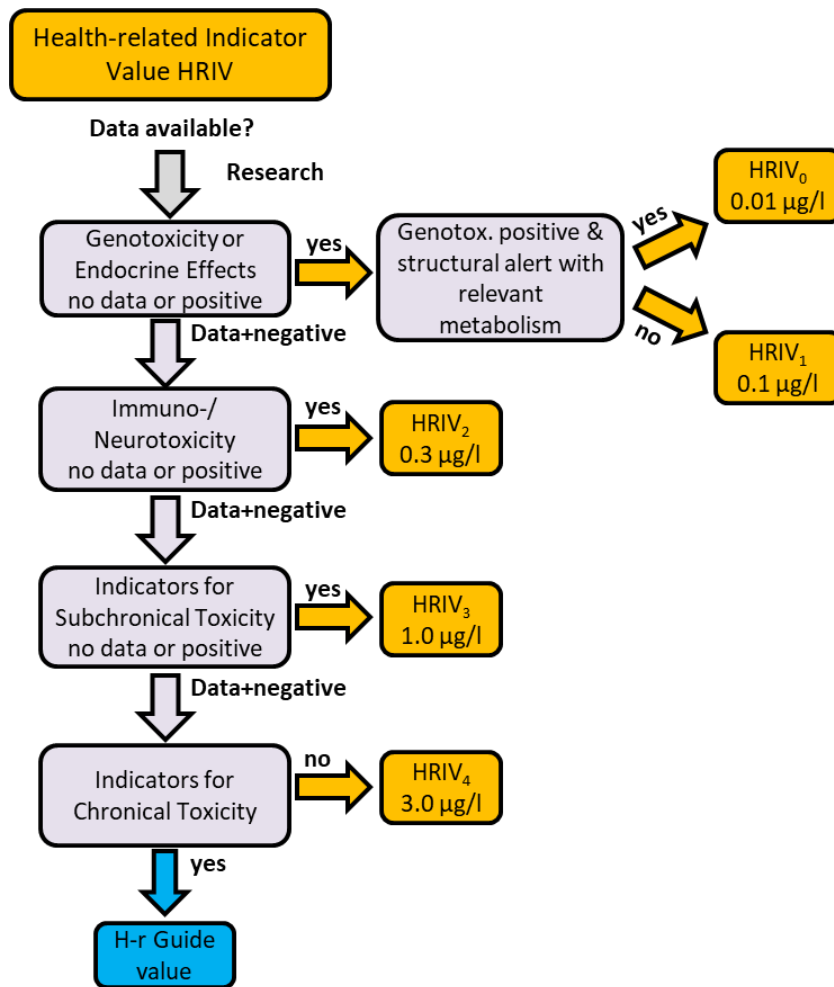 Health-related Indicator
Value HRIV
Data available?
Research
Genotoxicity or
Endocrine Effects
no data or positive
yes
Genotox. positive &
structural alert with
relevant
metabolism
yes
HRIV₀
0.01 µg/l
no
HRIV₁
0.1 µg/l
Data+negative
Immuno-/
Neurotoxicity
no data or positive
yes
HRIV₂
0.3 µg/l
Data+negative
Indicators for
Subchronical Toxicity
no data or positive
yes
HRIV₃
1.0 µg/l
Data+negative
Indicators for
Chronical Toxicity
no
HRIV₄
3.0 µg/l
yes
H-r Guide
value